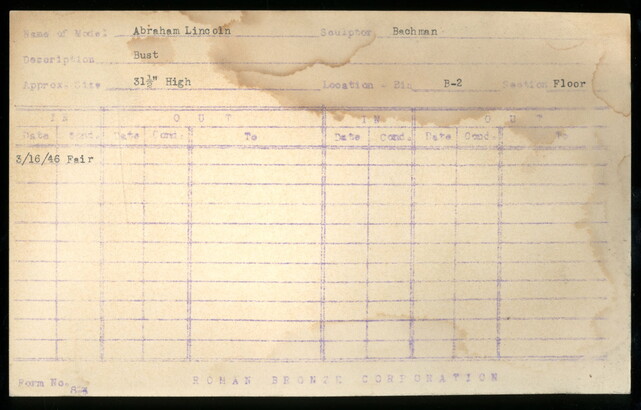 Name of Model Abraham Lincoln Sculptor Bachman
Description Bust
Approx. Size 31½" High Location - Bin B-2 Section Floor
IN OUT IN OUT
Date Cond. Date Cond. To Date Cond. Date Cond. To
3/16/46 Fair
Form No.
ROMAN BRONZE CORPORATION